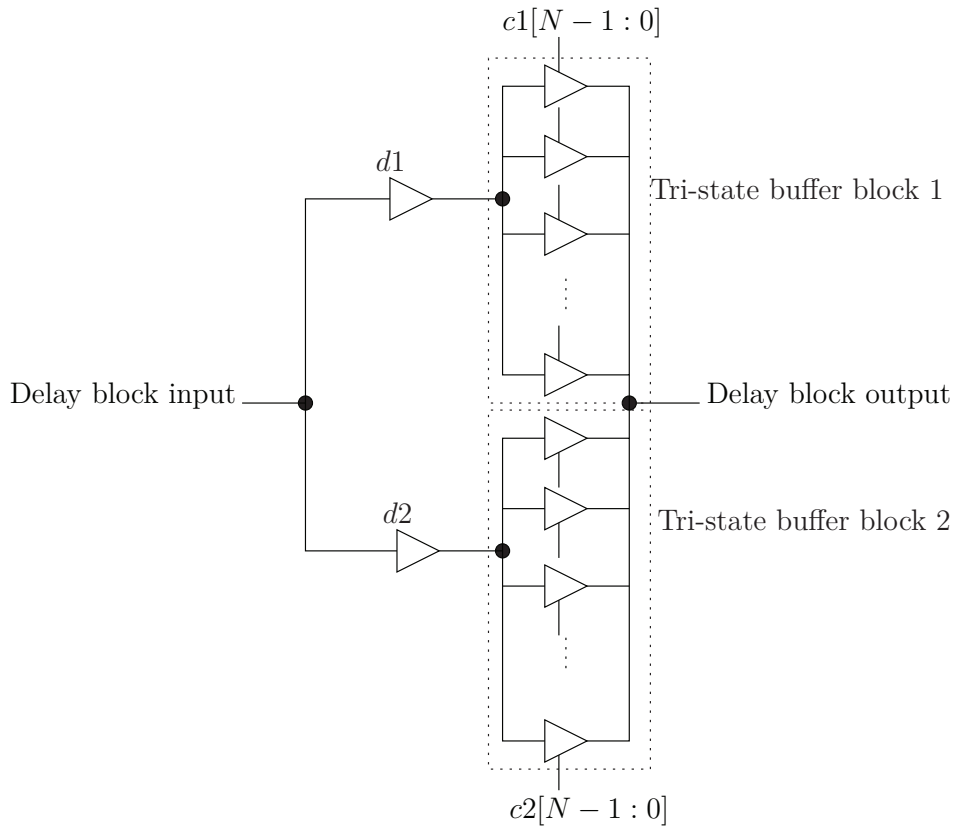 c1[N − 1 : 0]
d1
Tri-state buffer block 1
Delay block input
Delay block output
d2
Tri-state buffer block 2
c2[N − 1 : 0]